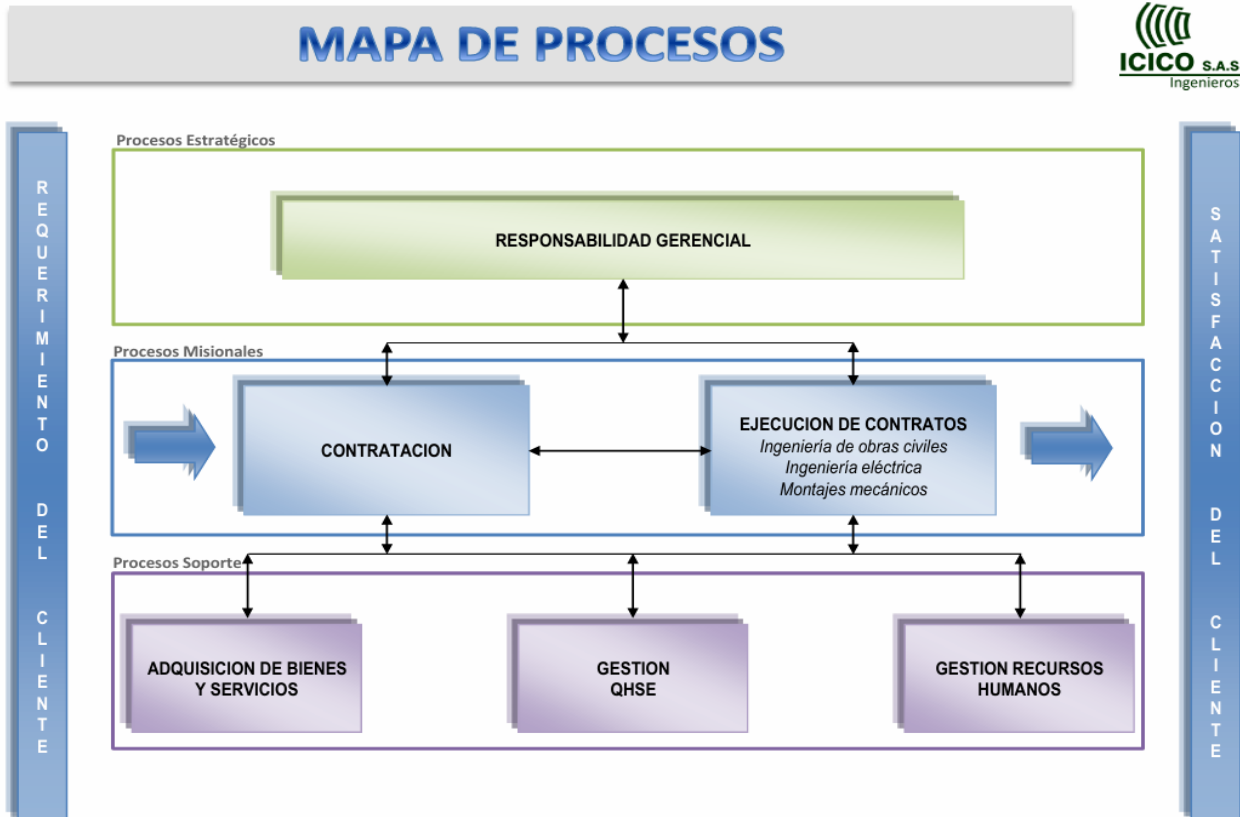 MAPA DE PROCESOS
ICICO S.A.S
Ingenieros
REQUERIMIENTO DEL CLIENTE
Procesos Estratégicos
RESPONSABILIDAD GERENCIAL
Procesos Misionales
CONTRATACION
EJECUCION DE CONTRATOS
Ingeniería de obras civiles
Ingeniería eléctrica
Montajes mecánicos
Procesos Soporte
ADQUISICION DE BIENES
Y SERVICIOS
GESTION
QHSE
GESTION RECURSOS
HUMANOS
SATISFACCION DEL CLIENTE